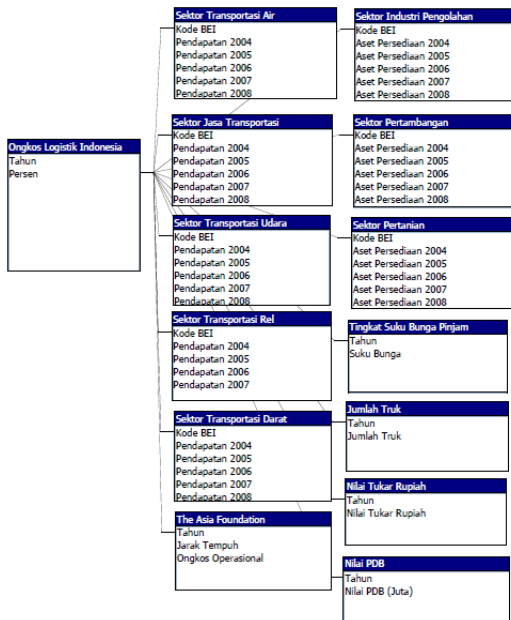 Ongkos Logistik Indonesia
Tahun
Persen
Sektor Transportasi Air
Kode BEI
Pendapatan 2004
Pendapatan 2005
Pendapatan 2006
Pendapatan 2007
Pendapatan 2008
Sektor Jasa Transportasi
Kode BEI
Pendapatan 2004
Pendapatan 2005
Pendapatan 2006
Pendapatan 2007
Pendapatan 2008
Sektor Transportasi Udara
Kode BEI
Pendapatan 2004
Pendapatan 2005
Pendapatan 2006
Pendapatan 2007
Pendapatan 2008
Sektor Transportasi Rel
Kode BEI
Pendapatan 2004
Pendapatan 2005
Pendapatan 2006
Pendapatan 2007
Sektor Transportasi Darat
Kode BEI
Pendapatan 2004
Pendapatan 2005
Pendapatan 2006
Pendapatan 2007
Pendapatan 2008
The Asia Foundation
Tahun
Jarak Tempuh
Ongkos Operasional
Sektor Industri Pengolahan
Kode BEI
Aset Persediaan 2004
Aset Persediaan 2005
Aset Persediaan 2006
Aset Persediaan 2007
Aset Persediaan 2008
Sektor Pertambangan
Kode BEI
Aset Persediaan 2004
Aset Persediaan 2005
Aset Persediaan 2006
Aset Persediaan 2007
Aset Persediaan 2008
Sektor Pertanian
Kode BEI
Aset Persediaan 2004
Aset Persediaan 2005
Aset Persediaan 2006
Aset Persediaan 2007
Aset Persediaan 2008
Tingkat Suku Bunga Pinjam
Tahun
Suku Bunga
Jumlah Truk
Tahun
Jumlah Truk
Nilai Tukar Rupiah
Tahun
Nilai Tukar Rupiah
Nilai PDB
Tahun
Nilai PDB (Juta)